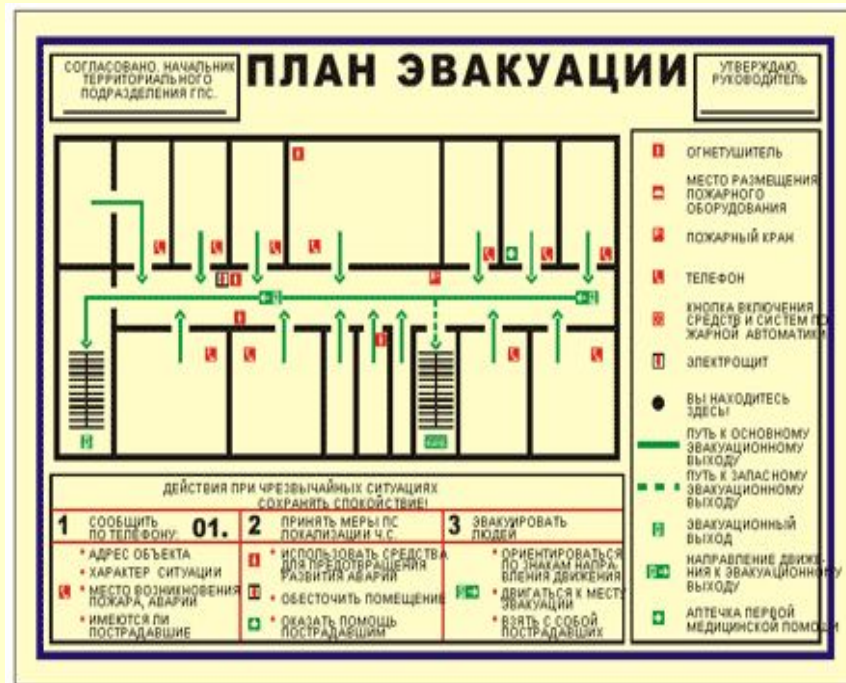 СОГЛАСОВАНО, НАЧАЛЬНИК
ТЕРРИТОРИАЛЬНОГО
ПОДРАЗДЕЛЕНИЯ ГПС.
ПЛАН ЭВАКУАЦИИ
УТВЕРЖДАЮ,
РУКОВОДИТЕЛЬ
ОГНЕТУШИТЕЛЬ
МЕСТО РАЗМЕЩЕНИЯ
ПОЖАРНОГО
ОБОРУДОВАНИЯ
ПОЖАРНЫЙ КРАН
ТЕЛЕФОН
КНОПКА ВКЛЮЧЕНИЯ
СРЕДСТВ И СИСТЕМ ПО
ЖАРНОЙ АВТОМАТИКИ
ЭЛЕКТРОЩИТ
ВЫ НАХОДИТЕСЬ
ЗДЕСЬ!
ПУТЬ К ОСНОВНОМУ
ЭВАКУАЦИОННОМУ
ВЫХОДУ
ПУТЬ К ЗАПАСНОМУ
ЭВАКУАЦИОННОМУ
ВЫХОДУ
ЭВАКУАЦИОННЫЙ
ВЫХОД
НАПРАВЛЕНИЕ ДВИЖЕ-
НИЯ К ЭВАКУАЦИОННОМУ
ВЫХОДУ
АПТЕЧКА ПЕРВОЙ
МЕДИЦИНСКОЙ ПОМОЩИ
ДЕЙСТВИЯ ПРИ ЧРЕЗВЫЧАЙНЫХ СИТУАЦИЯХ
СОХРАНЯТЬ СПОКОЙСТВИЕ!
1 СООБЩИТЬ
ПО ТЕЛЕФОНУ: 01.
* АДРЕС ОБЪЕКТА
* ХАРАКТЕР СИТУАЦИИ
* МЕСТО ВОЗНИКНОВЕНИЯ
ПОЖАРА, АВАРИИ
* ИМЕЮТСЯ ЛИ
ПОСТРАДАВШИЕ
2 ПРИНЯТЬ МЕРЫ ПС
ЛОКАЛИЗАЦИИ Ч.С.
* ИСПОЛЬЗОВАТЬ СРЕДСТВА
ДЛЯ ПРЕДОТВРАЩЕНИЯ
РАЗВИТИЯ АВАРИЙ
* ОБЕСТОЧИТЬ ПОМЕЩЕНИЕ
* ОКАЗАТЬ ПОМОЩЬ
ПОСТРАДАВШИМ
3 ЭВАКУИРОВАТЬ
ЛЮДЕЙ
* ОРИЕНТИРОВАТЬСЯ
ПО ЗНАКАМ НАПРА-
ВЛЕНИЯ ДВИЖЕНИЯ
* ДВИГАТЬСЯ К МЕСТУ
ЭВАКУАЦИИ
* ВЗЯТЬ С СОБОЙ
ПОСТРАДАВШИХ